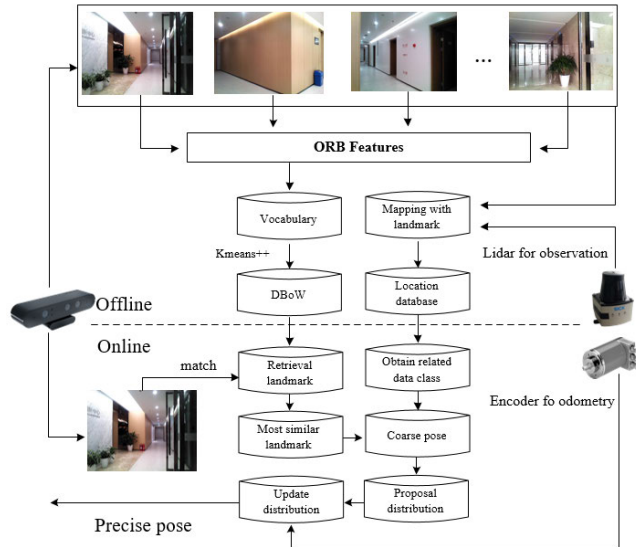 ...
ORB Features
Vocabulary
Mapping with
landmark
Kmeans++
Lidar for observation
DBoW
Location
database
Offline
Online
match
Retrieval
landmark
Obtain related
data class
Encoder fo odometry
Most similar
landmark
Coarse pose
Update
distribution
Proposal
distribution
Precise pose